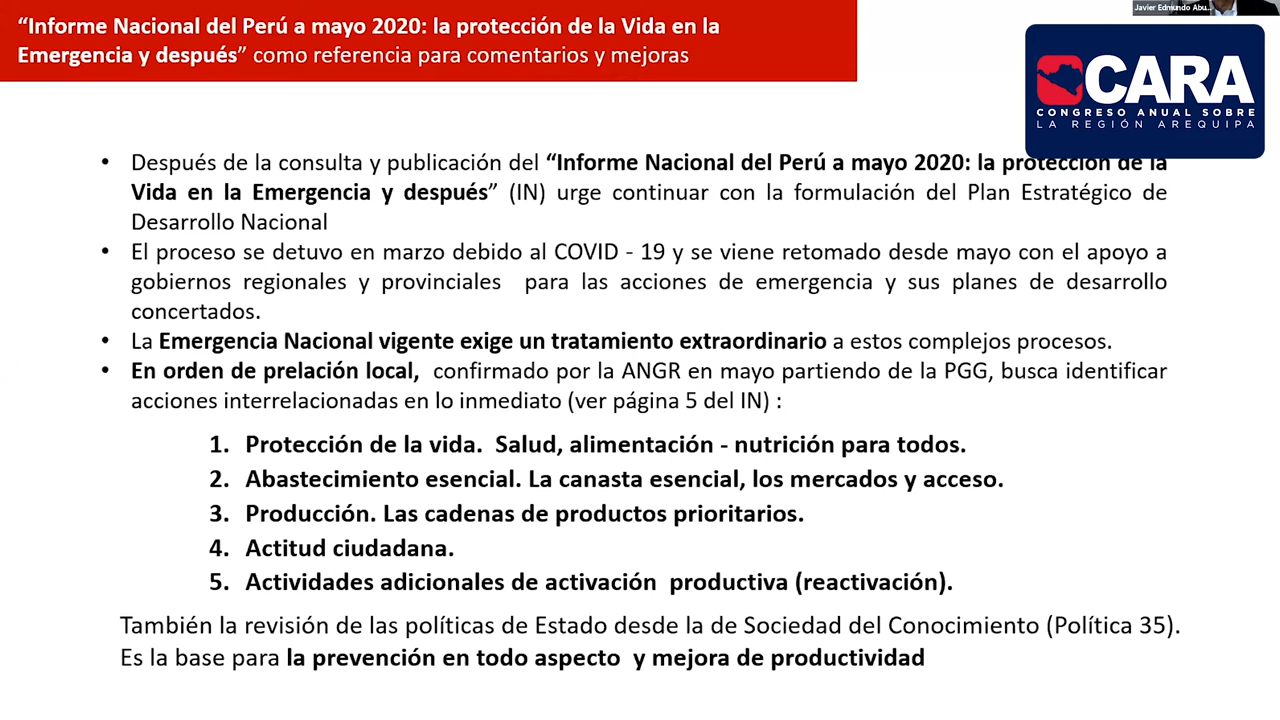 “Informe Nacional del Perú a mayo 2020: la protección de la Vida en la
Emergencia y después” como referencia para comentarios y mejoras
Javier Edmundo Abu...
CARA
CONGRESO ANUAL SOBRE
LA REGIÓN AREQUIPA
• Después de la consulta y publicación del “Informe Nacional del Perú a mayo 2020: la protección de la
Vida en la Emergencia y después” (IN) urge continuar con la formulación del Plan Estratégico de
Desarrollo Nacional
• El proceso se detuvo en marzo debido al COVID - 19 y se viene retomado desde mayo con el apoyo a
gobiernos regionales y provinciales para las acciones de emergencia y sus planes de desarrollo
concertados.
• La Emergencia Nacional vigente exige un tratamiento extraordinario a estos complejos procesos.
• En orden de prelación local, confirmado por la ANGR en mayo partiendo de la PGG, busca identificar
acciones interrelacionadas en lo inmediato (ver página 5 del IN) :
1. Protección de la vida. Salud, alimentación - nutrición para todos.
2. Abastecimiento esencial. La canasta esencial, los mercados y acceso.
3. Producción. Las cadenas de productos prioritarios.
4. Actitud ciudadana.
5. Actividades adicionales de activación productiva (reactivación).
También la revisión de las políticas de Estado desde la de Sociedad del Conocimiento (Política 35).
Es la base para la prevención en todo aspecto y mejora de productividad